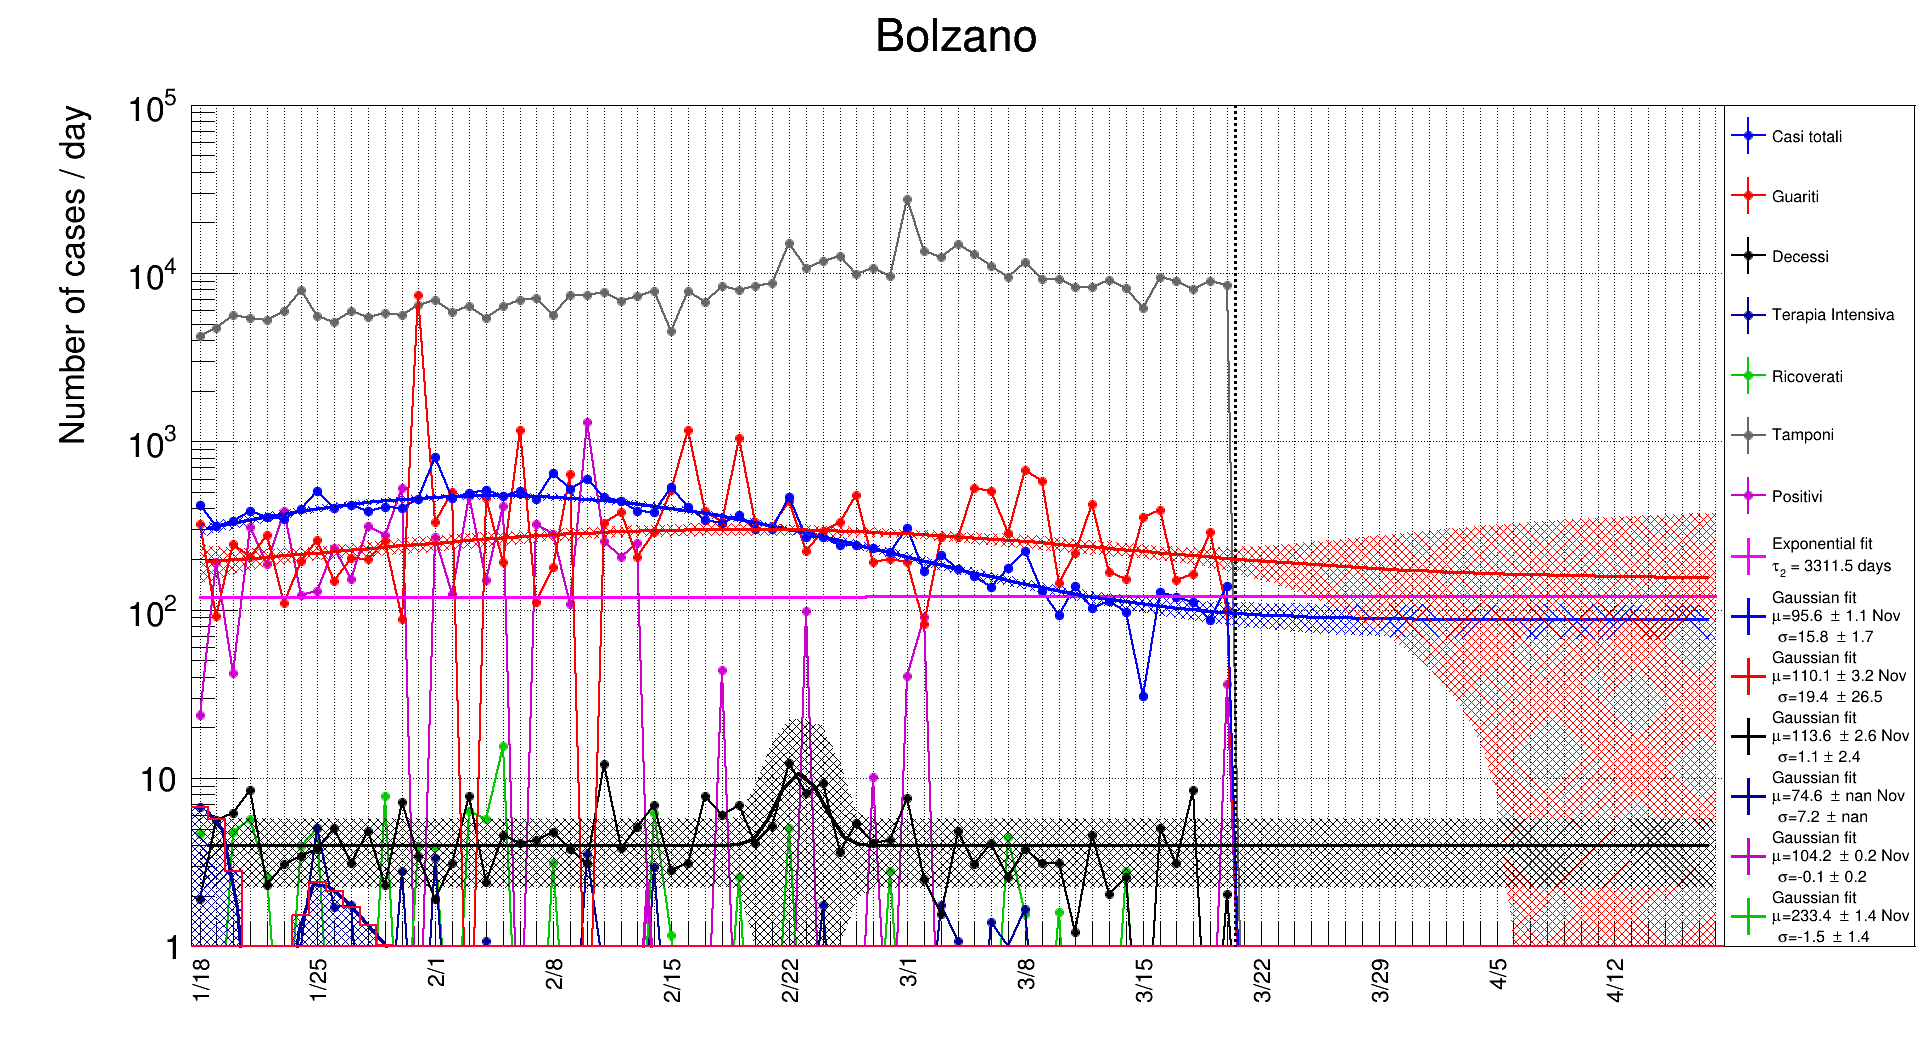 Bolzano
Number of cases / day
10^5
10^4
10^3
10^2
10
1
1/18
1/25
2/1
2/8
2/15
2/22
3/1
3/8
3/15
3/22
3/29
4/5
4/12
Casi totali
Guariti
Decessi
Terapia Intensiva
Ricoverati
Tamponi
Positivi
Exponential fit
τ₂ = 3311.5 days
Gaussian fit
μ=95.6 ± 1.1 Nov
σ=15.8 ± 1.7
Gaussian fit
μ=110.1 ± 3.2 Nov
σ=19.4 ± 26.5
Gaussian fit
μ=113.6 ± 2.6 Nov
σ=1.1 ± 2.4
Gaussian fit
μ=74.6 ± nan Nov
σ=7.2 ± nan
Gaussian fit
μ=104.2 ± 0.2 Nov
σ=-0.1 ± 0.2
Gaussian fit
μ=233.4 ± 1.4 Nov
σ=-1.5 ± 1.4